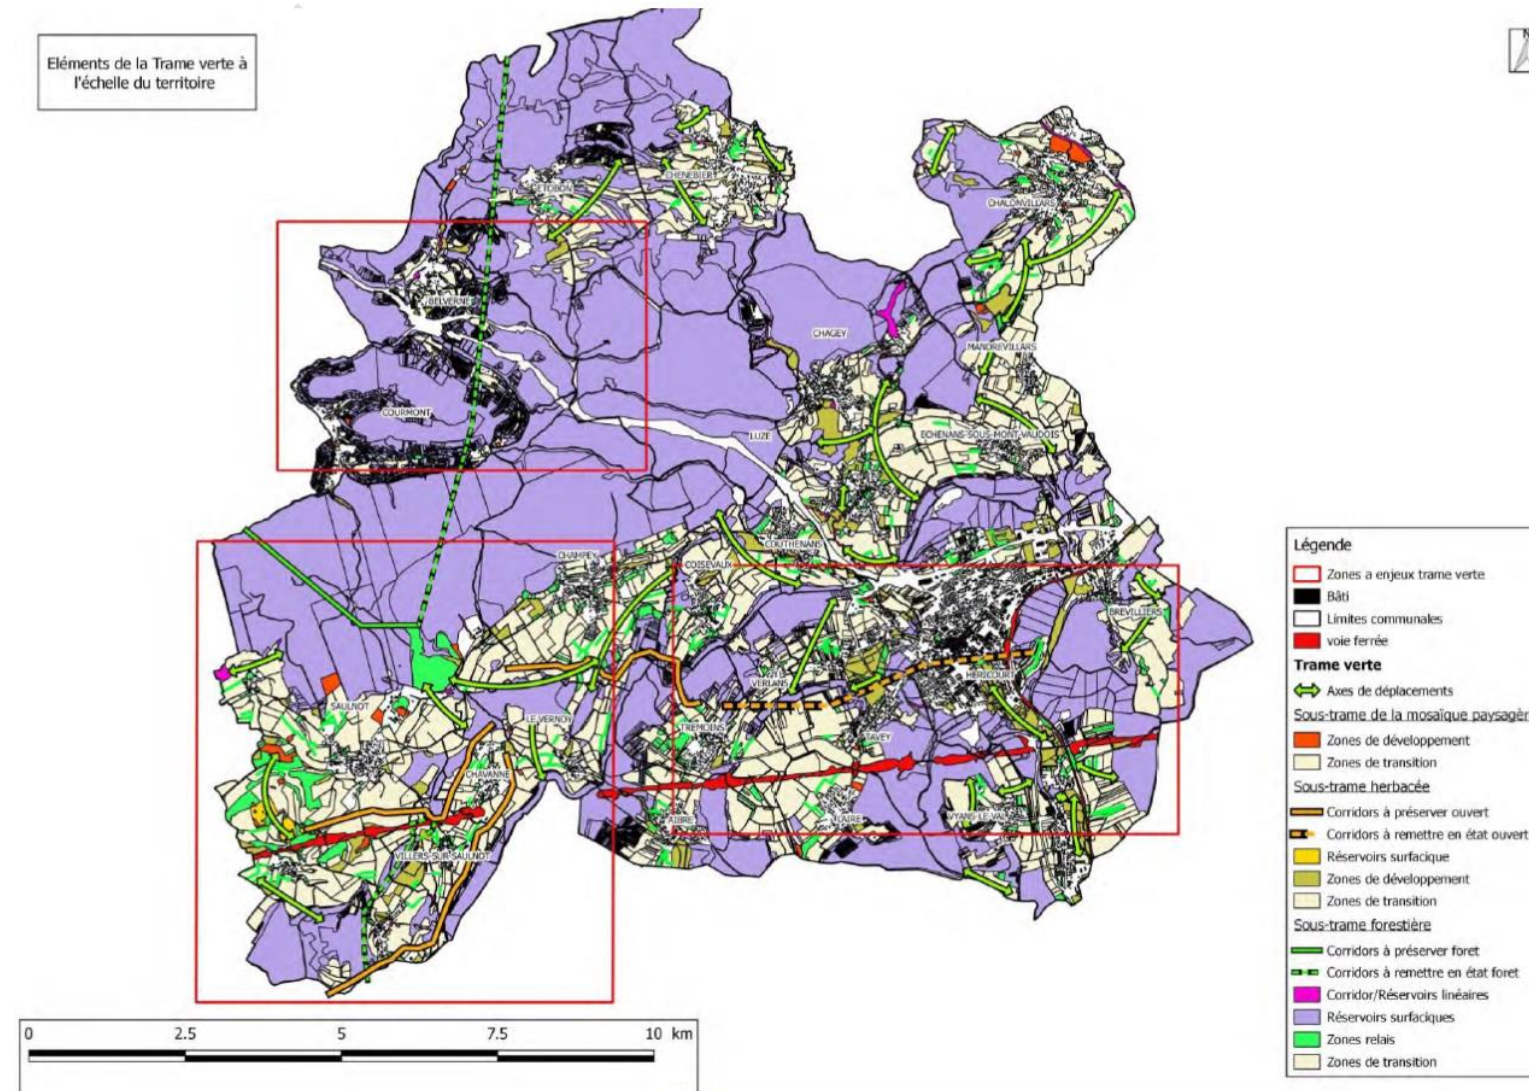 Eléments de la Trame verte à
l'échelle du territoire
N
ETOBON
CHENEBIER
CHALONVILLARS
BELVERNE
CHAGEY
MANDREVILLARS
COURMONT
LUZE
ECHENANS-SOUS-MONT-VAUDOIS
COUTHENANS
CHAMPEY
COISEVAUX
BREVILLIERS
VERLANS
HERICOURT
SAULNOT
LE VERNOY
TREMOINS
TAVEY
CHAVANNE
AIBRE
LAIRE
VYANS-LE-VAL
VILLERS-SUR-SAULNOT
0 2.5 5 7.5 10 km
Légende
Zones a enjeux trame verte
Bâti
Limites communales
voie ferrée
Trame verte
Axes de déplacements
Sous-trame de la mosaïque paysagèr
Zones de développement
Zones de transition
Sous-trame herbacée
Corridors à préserver ouvert
Corridors à remettre en état ouvert
Réservoirs surfacique
Zones de développement
Zones de transition
Sous-trame forestière
Corridors à préserver foret
Corridors à remettre en état foret
Corridor/Réservoirs linéaires
Réservoirs surfaciques
Zones relais
Zones de transition